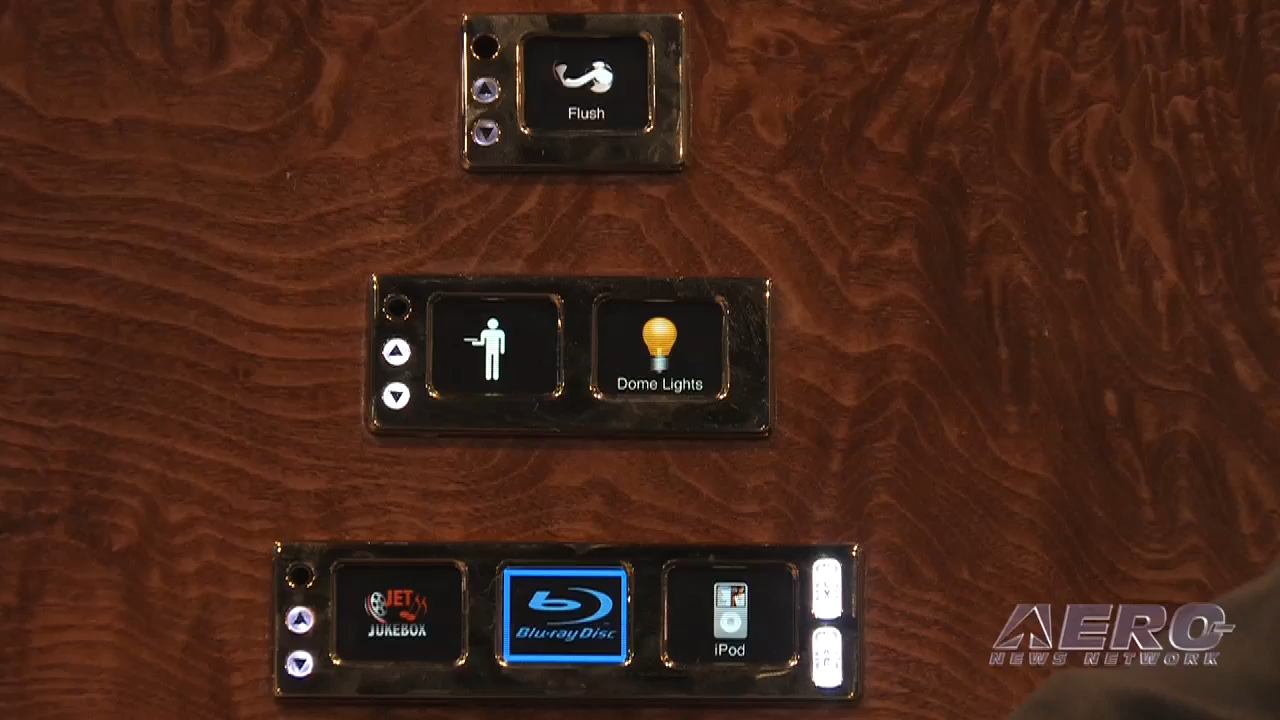 Flush
Dome Lights
JET
JUKEBOX
Blu-ray Disc
iPod
AERO
NEWS NETWORK